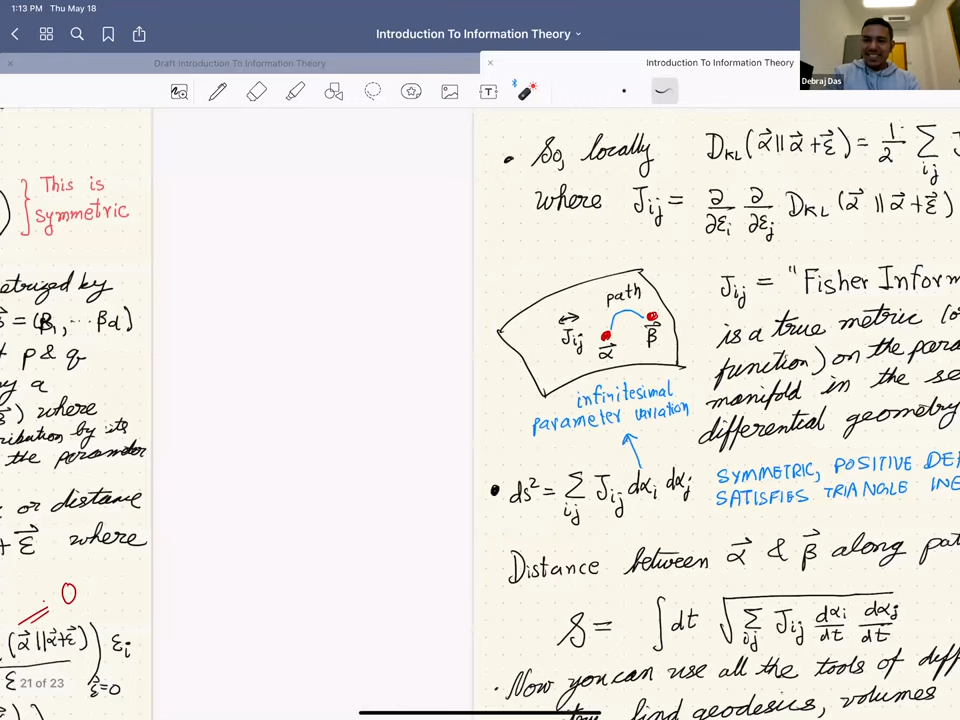 1:13 PM Thu May 18
Introduction To Information Theory
Draft Introduction To Information Theory
Introduction To Information Theory
Debraj Das
This is
symmetric
etrized by
= (β1, ... βd)
p & q
y a
) where
ribution by its
the parameter
or distance
+ ε⃗ where
0
(α⃗||α⃗+ε⃗)) εi
ε
ε⃗=0
21 of 23
• So, locally DKL(α⃗||α⃗+ε⃗) = 1/2 Σij J
where Jij = ∂/∂εi ∂/∂εj DKL(α⃗||α⃗+ε⃗)
path
Jij
α⃗
β⃗
infinitesimal
parameter variation
Jij = "Fisher Inform
is a true metric (o
function) on the para
manifold in the se
differential geometry
• ds² = Σij Jij dαi dαj
SYMMETRIC, POSITIVE DE
SATISFIES TRIANGLE INE
Distance between α⃗ & β⃗ along pat
S = ∫dt √Σij Jij dαi/dt dαj/dt
• Now you can use all the tools of diff
find geodesics, volumes